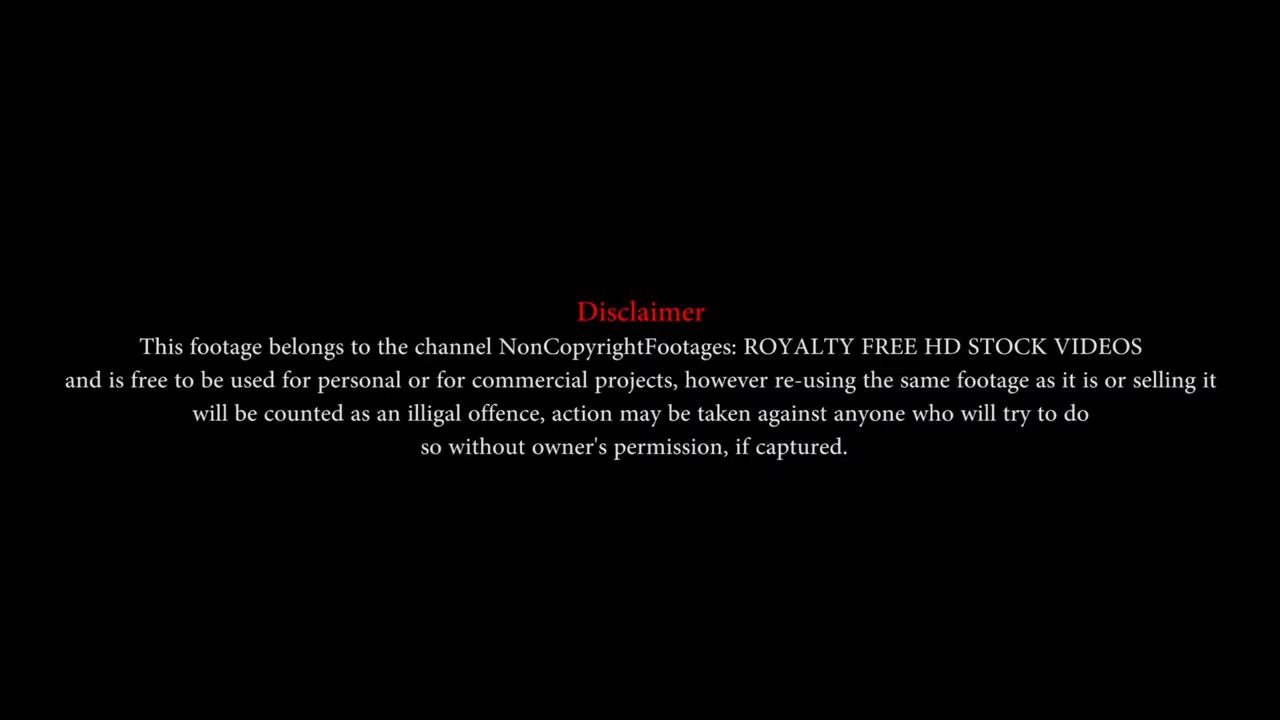 Disclaimer
This footage belongs to the channel NonCopyrightFootages: ROYALTY FREE HD STOCK VIDEOS
and is free to be used for personal or for commercial projects, however re-using the same footage as it is or selling it
will be counted as an illigal offence, action may be taken against anyone who will try to do
so without owner's permission, if captured.